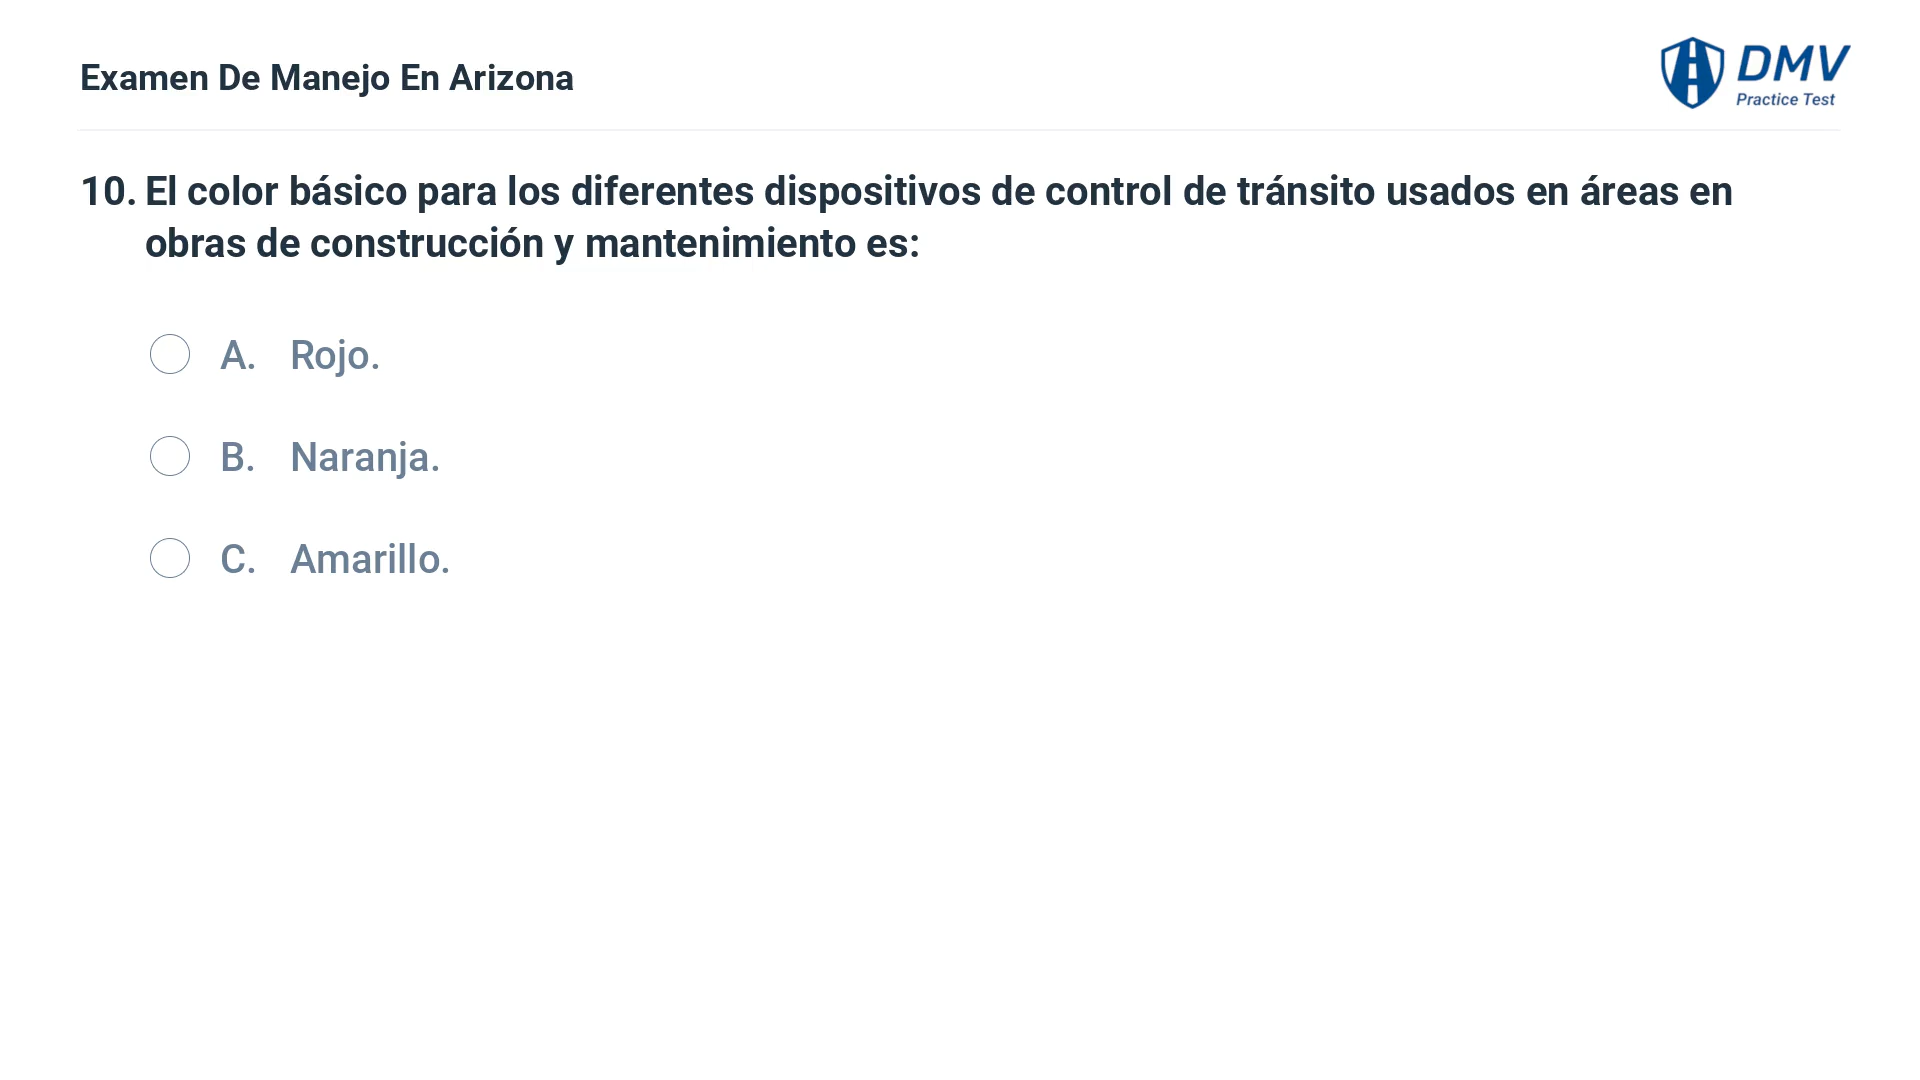 Examen De Manejo En Arizona
DMV
Practice Test
10. El color básico para los diferentes dispositivos de control de tránsito usados en áreas en
obras de construcción y mantenimiento es:
A. Rojo.
B. Naranja.
C. Amarillo.